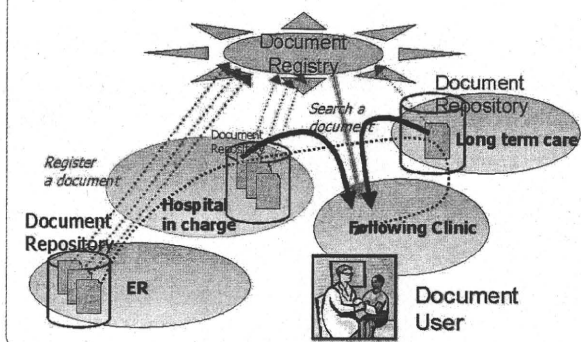 Document
Registry
Document
Repository
Search a
document
Long term care
Document
Repository
Register
a document
Hospital
in charge
Following Clinic
Document
Repository
ER
Document
User